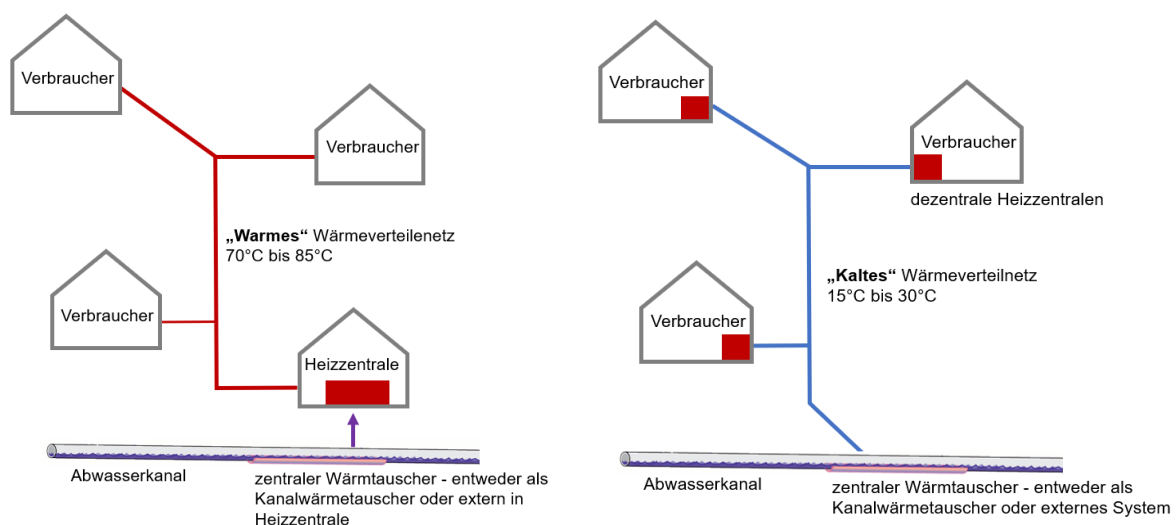 Verbraucher
Verbraucher
„Warmes“ Wärmeverteilenetz
70°C bis 85°C
Verbraucher
Heizzentrale
Abwasserkanal
zentraler Wärmtauscher - entweder als
Kanalwärmetauscher oder extern in
Heizzentrale
Verbraucher
Verbraucher
dezentrale Heizzentralen
„Kaltes“ Wärmeverteilnetz
15°C bis 30°C
Verbraucher
Abwasserkanal
zentraler Wärmtauscher - entweder als
Kanalwärmetauscher oder externes System